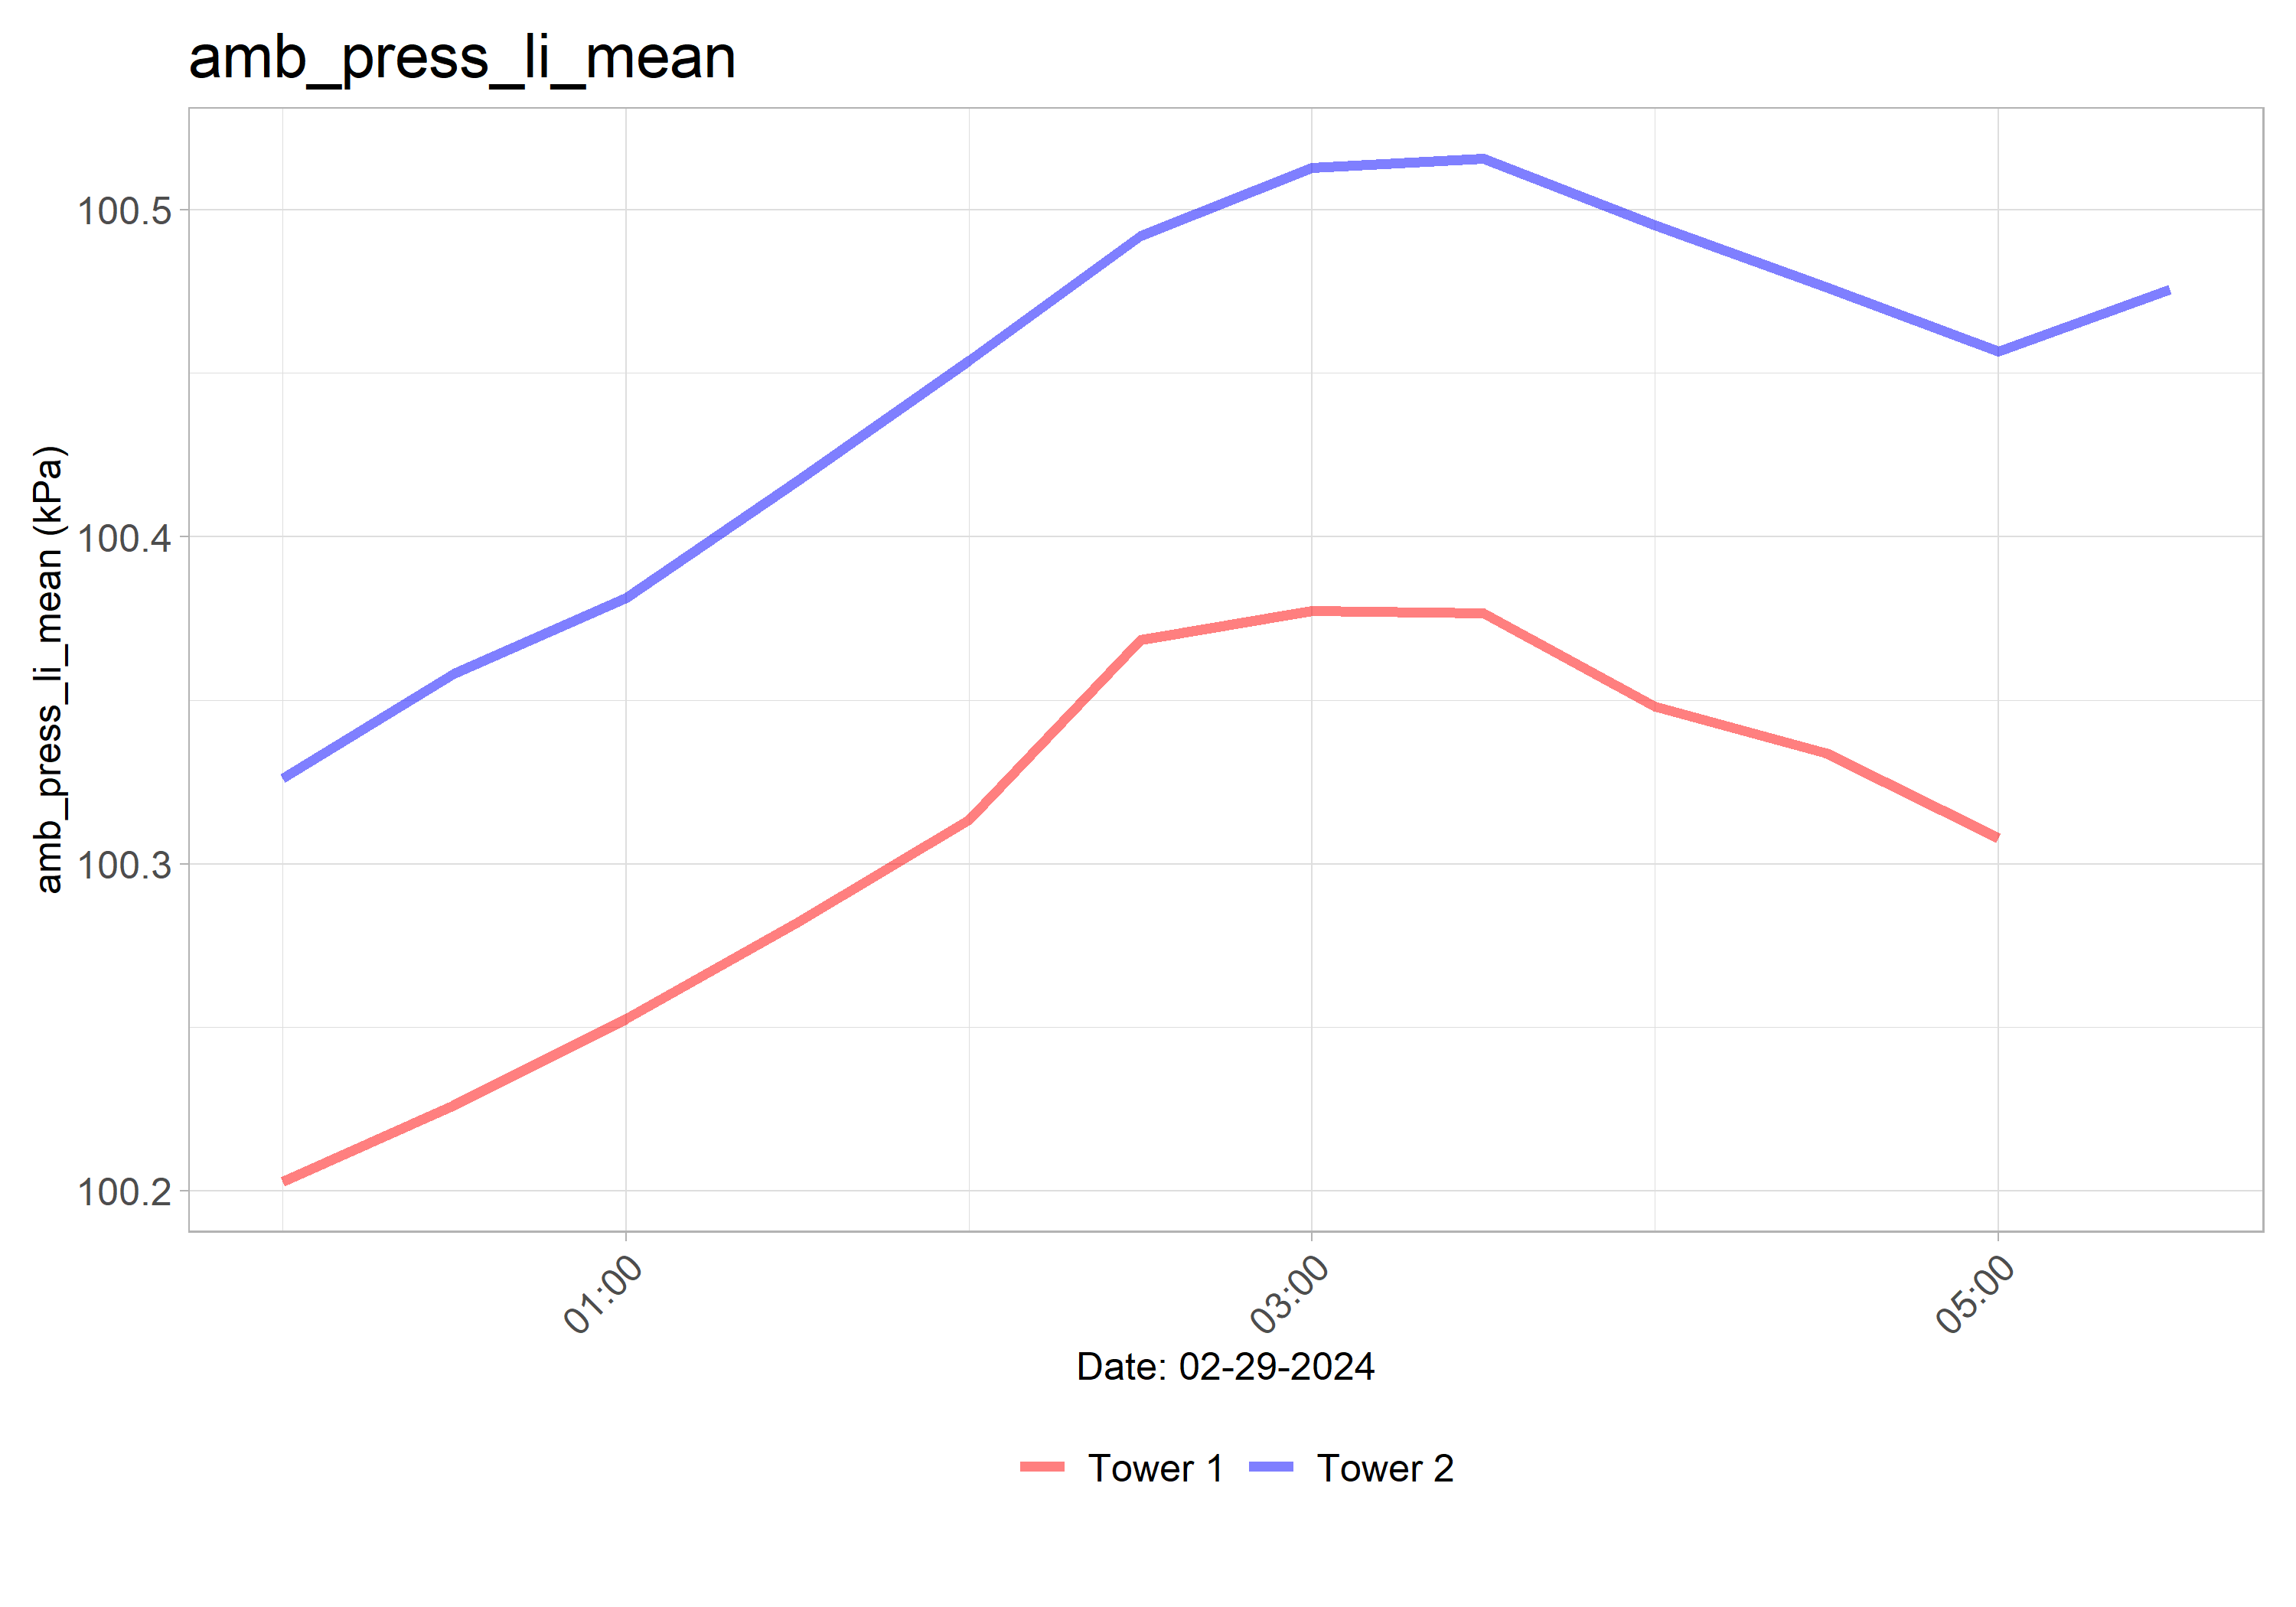 amb_press_li_mean
amb_press_li_mean (kPa)
100.5
100.4
100.3
100.2
01:00
03:00
05:00
Date: 02-29-2024
Tower 1
Tower 2